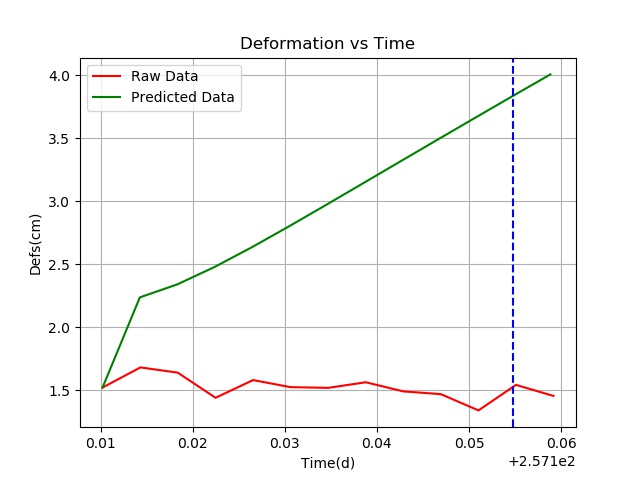 Deformation vs Time
Raw Data
Predicted Data
Defs(cm)
4.0
3.5
3.0
2.5
2.0
1.5
0.01 0.02 0.03 0.04 0.05 0.06
Time(d)
+2.571e2